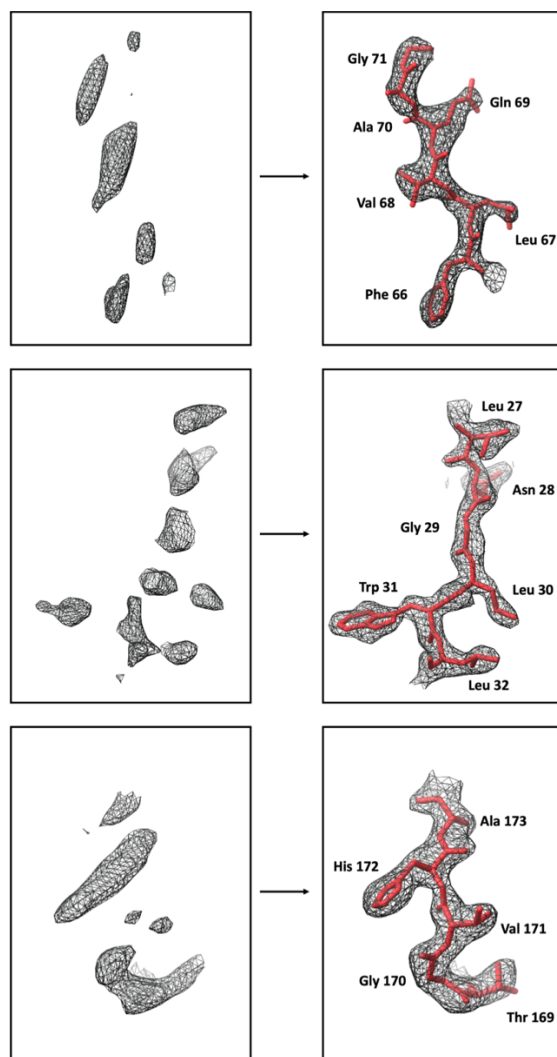 Gly 71
Gln 69
Ala 70
Val 68
Leu 67
Phe 66
Leu 27
Asn 28
Gly 29
Trp 31
Leu 30
Leu 32
Ala 173
His 172
Val 171
Gly 170
Thr 169